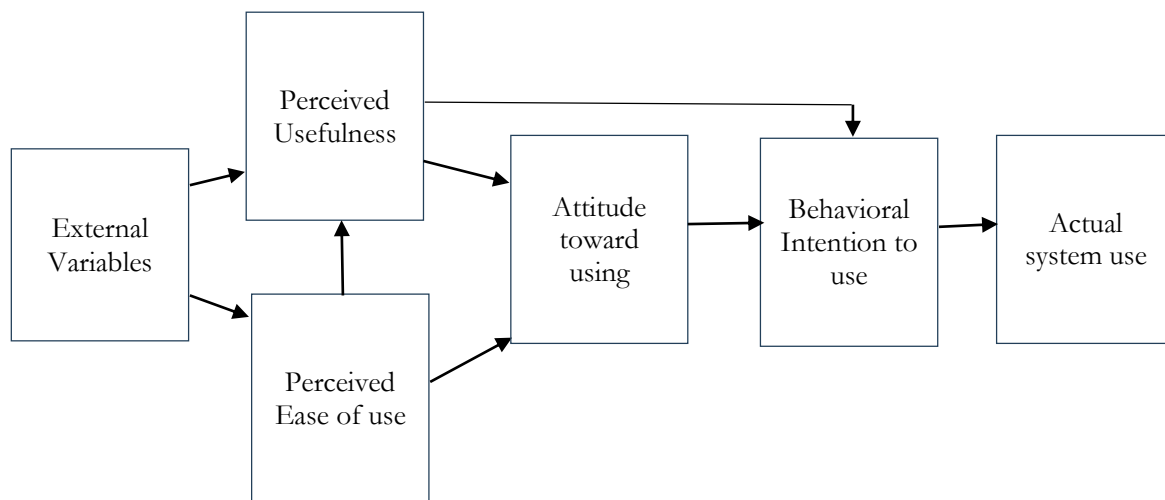 Perceived
Usefulness
External
Variables
Perceived
Ease of use
Attitude
toward
using
Behavioral
Intention to
use
Actual
system use